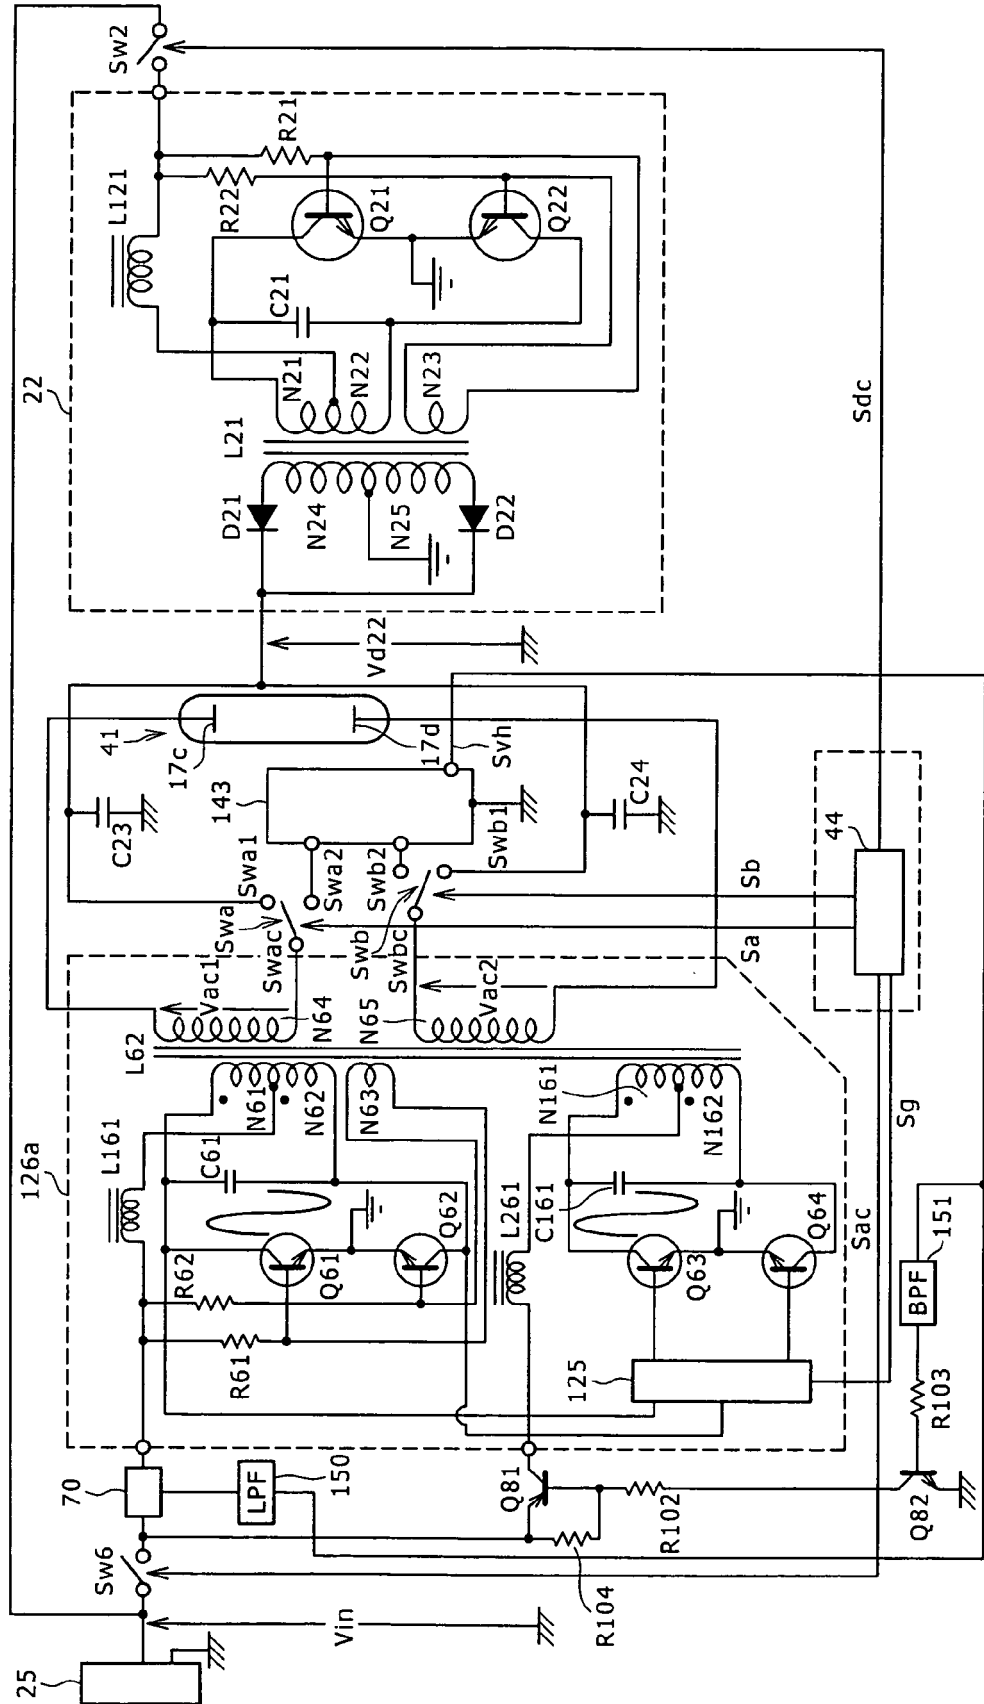 25
Vin
Sw6
70
LPF
150
R104
Q81
R102
Q82
R103
BPF
151
126a
L161
R62
R61
Q61
Q62
C61
N61
N62
N63
L62
L261
C161
Q63
Q64
125
N161
N162
Sac
Sg
Vac1
N64
N65
Vac2
Swa
Swac
Swa1
Swa2
Swb
Swbc
Swb2
Swb1
Sa
Sb
44
Sdc
C23
143
41
17c
17d
Svh
C24
Vd22
22
D21
D22
N24
N25
L21
N21
N22
N23
C21
L121
R22
R21
Q21
Q22
Sw2